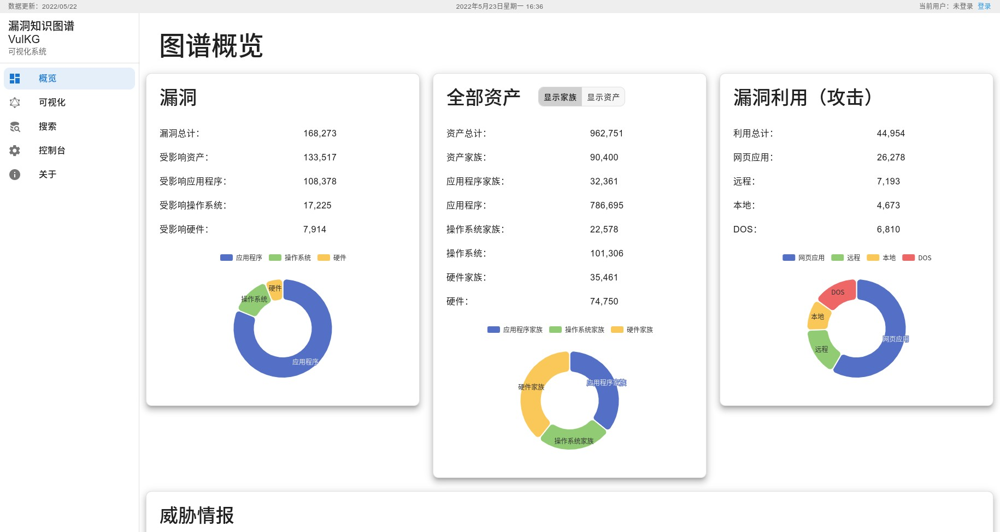 数据更新：2022/05/22
2022年5月23日星期一 16:36
当前用户：未登录 登录
漏洞知识图谱
VulKG
可视化系统
概览
可视化
搜索
控制台
关于
图谱概览
漏洞
漏洞总计： 168,273
受影响资产： 133,517
受影响应用程序： 108,378
受影响操作系统： 17,225
受影响硬件： 7,914
应用程序 操作系统 硬件
硬件
操作系统
应用程序
全部资产 显示家族 显示资产
资产总计： 962,751
资产家族： 90,400
应用程序家族： 32,361
应用程序： 786,695
操作系统家族： 22,578
操作系统： 101,306
硬件家族： 35,461
硬件： 74,750
应用程序家族 操作系统家族 硬件家族
应用程序家族
硬件家族
操作系统家族
漏洞利用（攻击）
利用总计： 44,954
网页应用： 26,278
远程： 7,193
本地： 4,673
DOS： 6,810
网页应用 远程 本地 DOS
DOS
本地
网页应用
远程
威胁情报